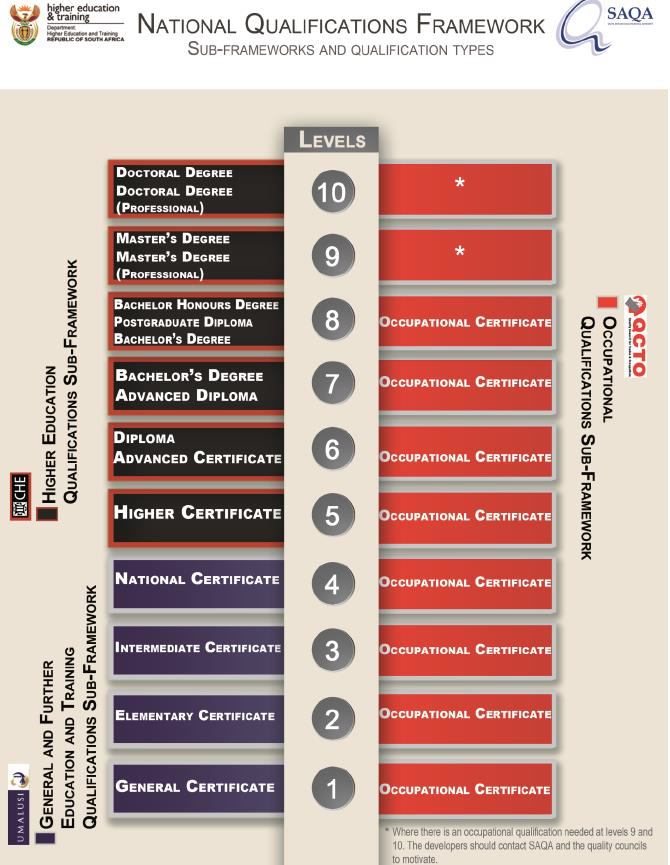 higher education
& training
Department:
Higher Education and Training
REPUBLIC OF SOUTH AFRICA
NATIONAL QUALIFICATIONS FRAMEWORK
SUB-FRAMEWORKS AND QUALIFICATION TYPES
SAQA
LEVELS
DOCTORAL DEGREE
DOCTORAL DEGREE
(PROFESSIONAL)
10
*
MASTER'S DEGREE
MASTER'S DEGREE
(PROFESSIONAL)
9
*
BACHELOR HONOURS DEGREE
POSTGRADUATE DIPLOMA
BACHELOR'S DEGREE
8
OCCUPATIONAL CERTIFICATE
BACHELOR'S DEGREE
ADVANCED DIPLOMA
7
OCCUPATIONAL CERTIFICATE
DIPLOMA
ADVANCED CERTIFICATE
6
OCCUPATIONAL CERTIFICATE
HIGHER CERTIFICATE
5
OCCUPATIONAL CERTIFICATE
NATIONAL CERTIFICATE
4
OCCUPATIONAL CERTIFICATE
INTERMEDIATE CERTIFICATE
3
OCCUPATIONAL CERTIFICATE
ELEMENTARY CERTIFICATE
2
OCCUPATIONAL CERTIFICATE
GENERAL CERTIFICATE
1
OCCUPATIONAL CERTIFICATE
CHE
HIGHER EDUCATION
QUALIFICATIONS SUB-FRAMEWORK
UMALUSI
GENERAL AND FURTHER
EDUCATION AND TRAINING
QUALIFICATIONS SUB-FRAMEWORK
QCTO
OCCUPATIONAL
QUALIFICATIONS SUB-FRAMEWORK
* Where there is an occupational qualification needed at levels 9 and
10. The developers should contact SAQA and the quality councils
to motivate.